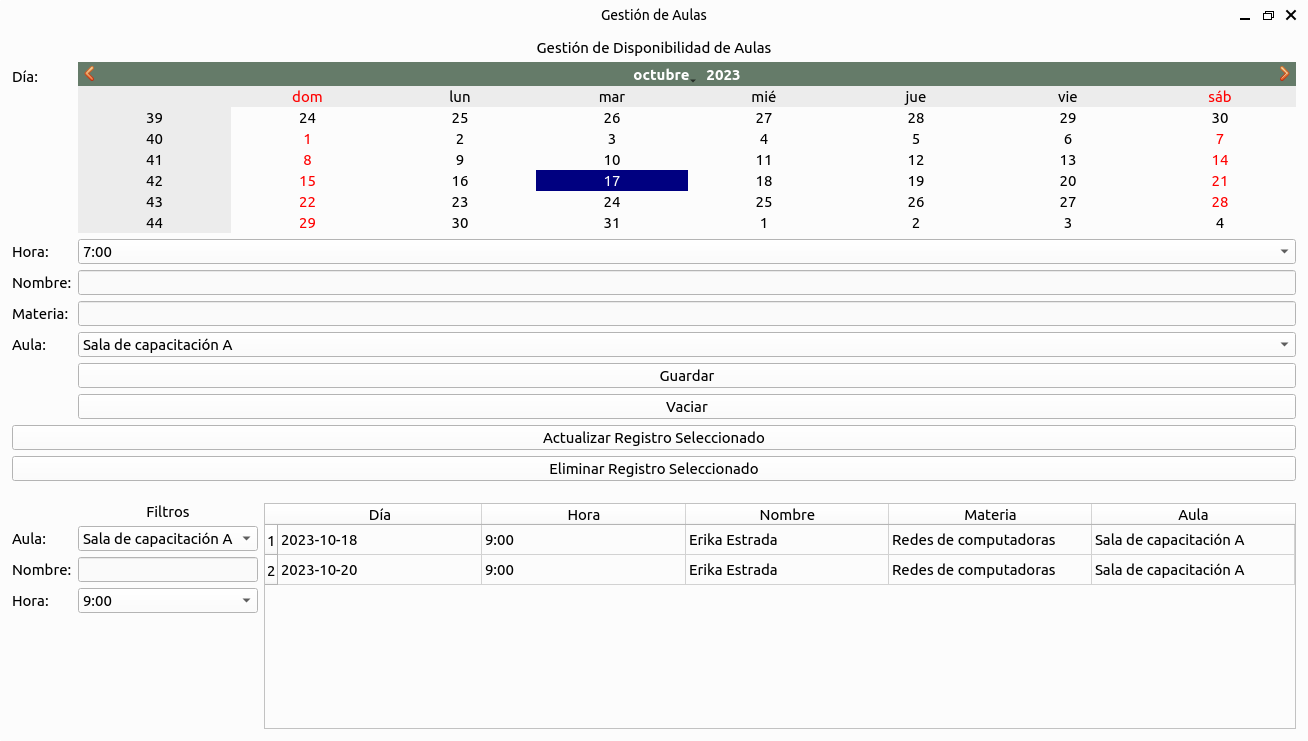 Gestión de Aulas
Gestión de Disponibilidad de Aulas
Día:
octubre 2023
dom lun mar mié jue vie sáb
39 24 25 26 27 28 29 30
40 1 2 3 4 5 6 7
41 8 9 10 11 12 13 14
42 15 16 17 18 19 20 21
43 22 23 24 25 26 27 28
44 29 30 31 1 2 3 4
Hora: 7:00
Nombre:
Materia:
Aula: Sala de capacitación A
Guardar
Vaciar
Actualizar Registro Seleccionado
Eliminar Registro Seleccionado
Filtros
Aula: Sala de capacitación A
Nombre:
Hora: 9:00
Día Hora Nombre Materia Aula
1 2023-10-18 9:00 Erika Estrada Redes de computadoras Sala de capacitación A
2 2023-10-20 9:00 Erika Estrada Redes de computadoras Sala de capacitación A